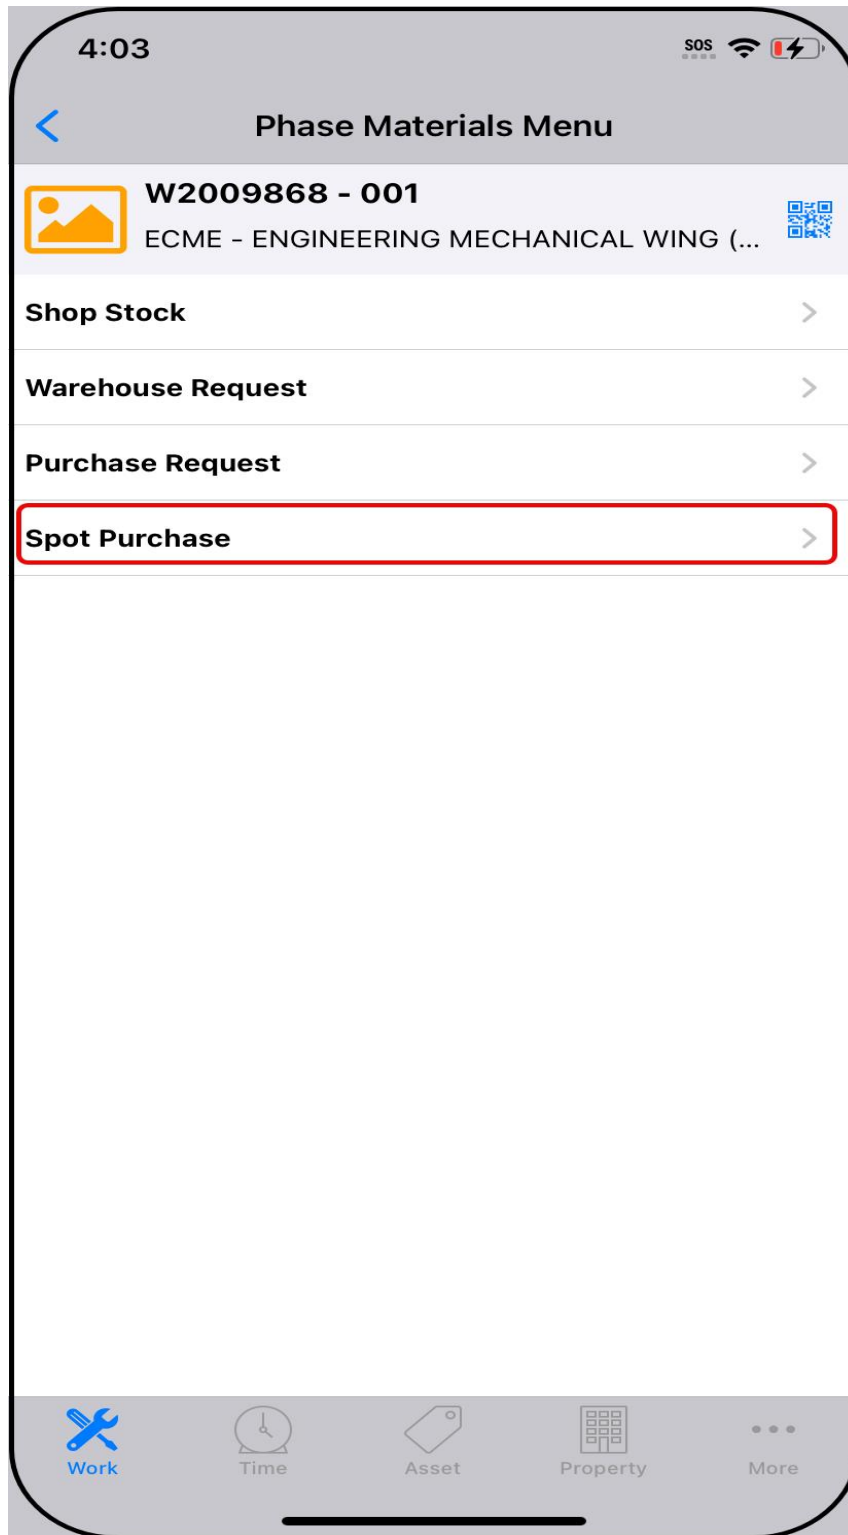 4:03
SOS
Phase Materials Menu
W2009868 - 001
ECME - ENGINEERING MECHANICAL WING (...
Shop Stock
Warehouse Request
Purchase Request
Spot Purchase
Work Time Asset Property More